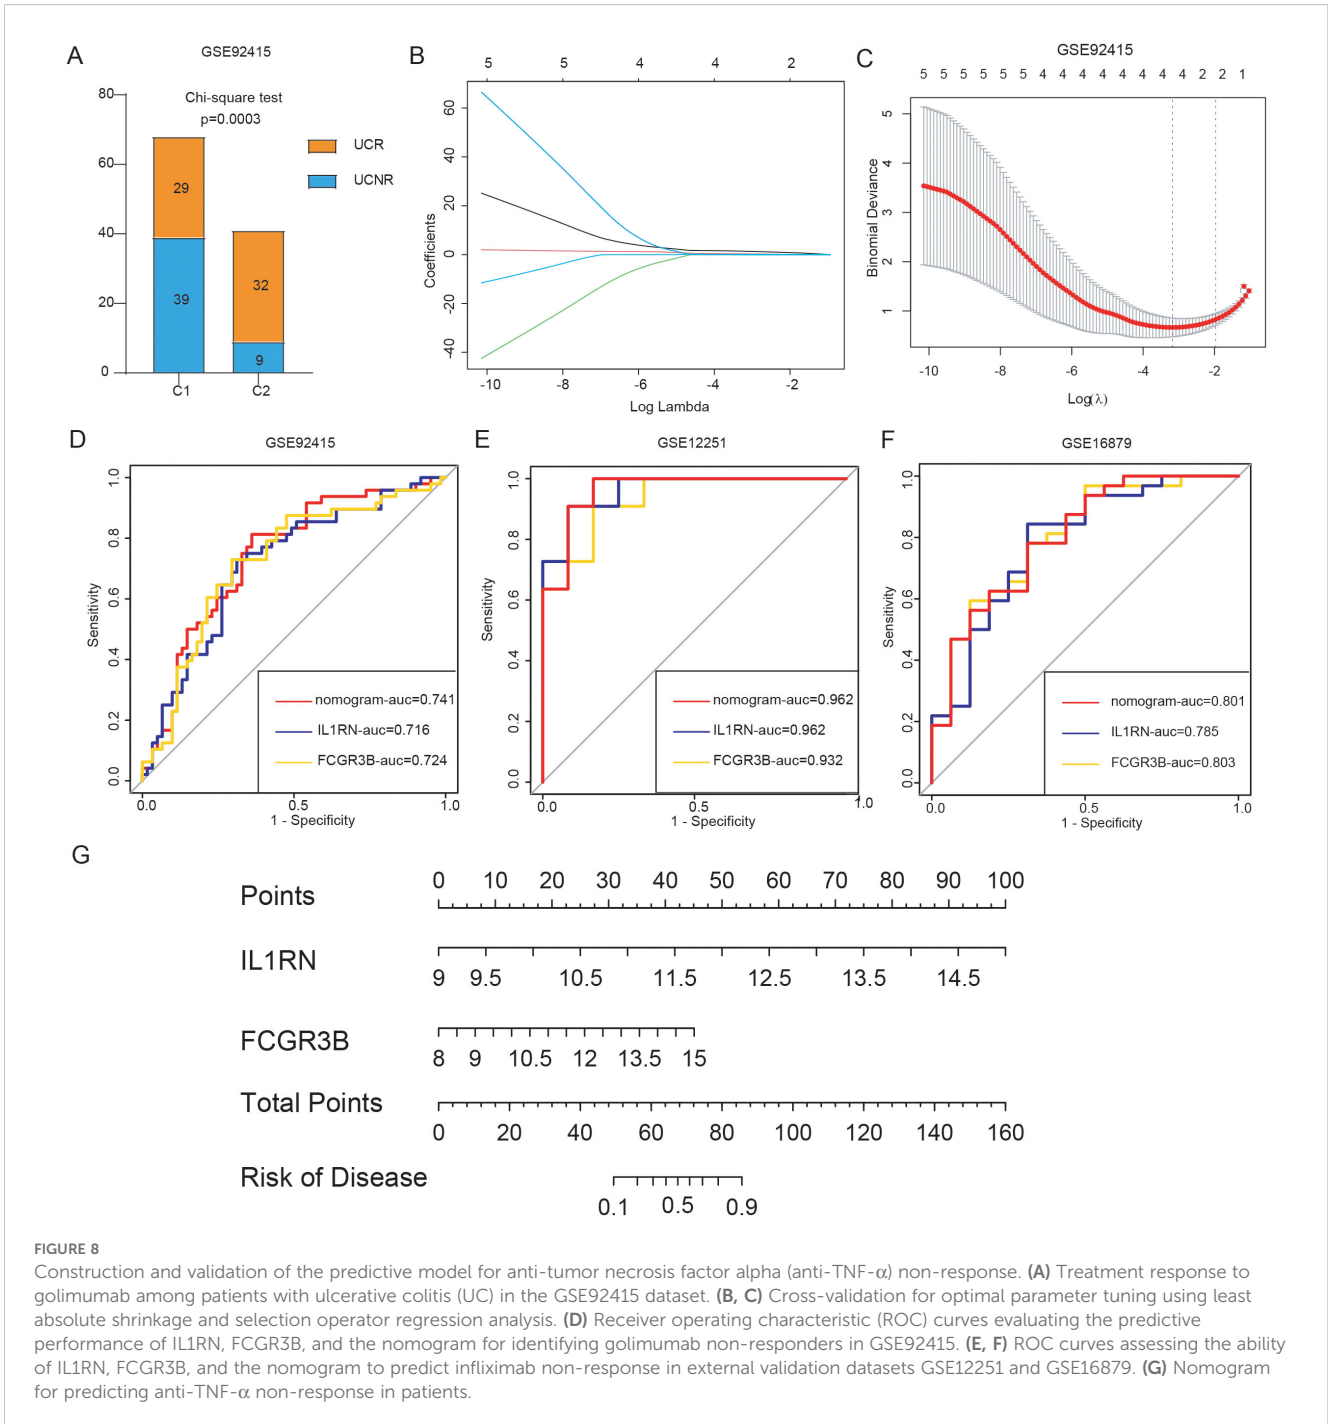 A
GSE92415
80
60
40
20
0
Chi-square test
p=0.0003
29
39
32
9
C1
C2
UCR
UCNR
B
5 5 4 4 2
60
40
20
0
-20
-40
Coefficients
-10 -8 -6 -4 -2
Log Lambda
C
GSE92415
5 5 5 5 5 5 4 4 4 4 4 4 4 4 2 2 1
5
4
3
2
1
Binomial Deviance
-10 -8 -6 -4 -2
Log(λ)
D
GSE92415
1.0
0.8
0.6
0.4
0.2
0.0
Sensitivity
nomogram-auc=0.741
IL1RN-auc=0.716
FCGR3B-auc=0.724
0.0 0.5 1.0
1 - Specificity
E
GSE12251
1.0
0.8
0.6
0.4
0.2
0.0
Sensitivity
nomogram-auc=0.962
IL1RN-auc=0.962
FCGR3B-auc=0.932
0.0 0.5 1.0
1 - Specificity
F
GSE16879
1.0
0.8
0.6
0.4
0.2
0.0
Sensitivity
nomogram-auc=0.801
IL1RN-auc=0.785
FCGR3B-auc=0.803
0.0 0.5 1.0
1 - Specificity
G
Points
0 10 20 30 40 50 60 70 80 90 100
IL1RN
9 9.5 10.5 11.5 12.5 13.5 14.5
FCGR3B
8 9 10.5 12 13.5 15
Total Points
0 20 40 60 80 100 120 140 160
Risk of Disease
0.1 0.5 0.9
FIGURE 8
Construction and validation of the predictive model for anti-tumor necrosis factor alpha (anti-TNF-α) non-response. (A) Treatment response to
golimumab among patients with ulcerative colitis (UC) in the GSE92415 dataset. (B, C) Cross-validation for optimal parameter tuning using least
absolute shrinkage and selection operator regression analysis. (D) Receiver operating characteristic (ROC) curves evaluating the predictive
performance of IL1RN, FCGR3B, and the nomogram for identifying golimumab non-responders in GSE92415. (E, F) ROC curves assessing the ability
of IL1RN, FCGR3B, and the nomogram to predict infliximab non-response in external validation datasets GSE12251 and GSE16879. (G) Nomogram
for predicting anti-TNF-α non-response in patients.